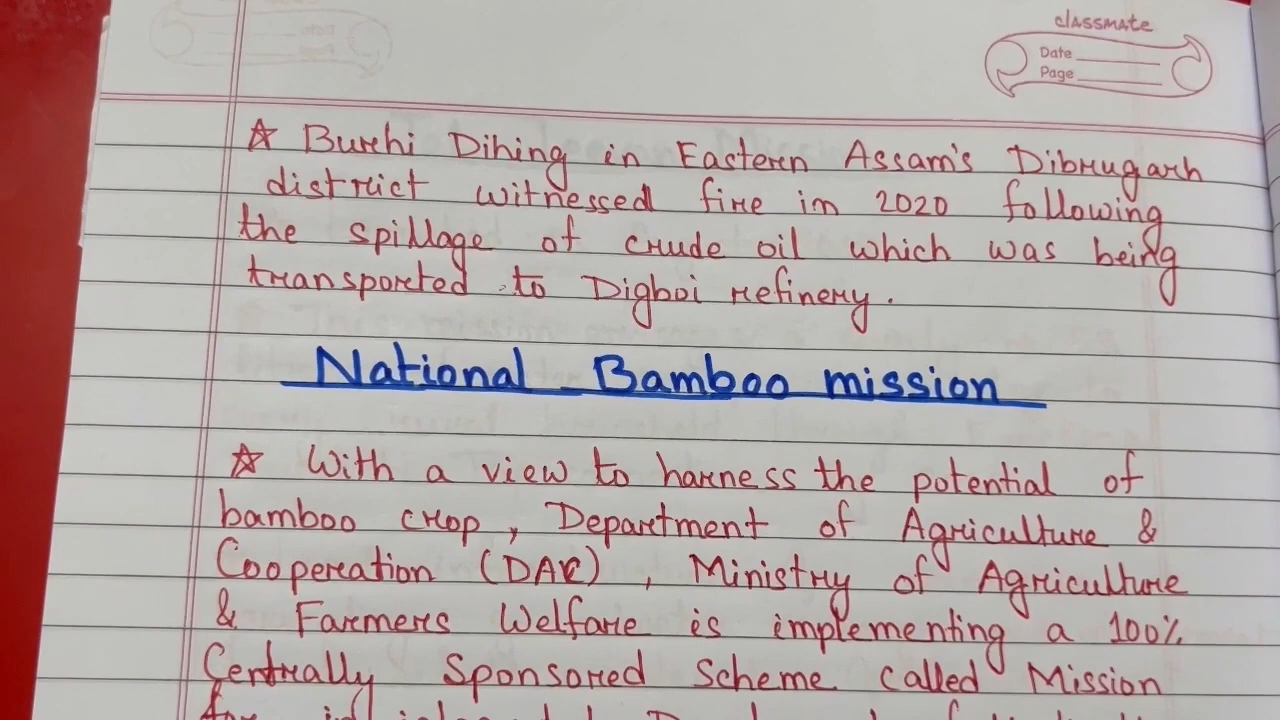 classmate
Date
Page
☆ Burhi Dihing in Eastern Assam's Dibrugarh
district witnessed fire in 2020 following
the spillage of crude oil which was being
transported to Digboi refinery.
National Bamboo mission
☆ With a view to harness the potential of
bamboo crop, Department of Agriculture &
Cooperation (DAC), Ministry of Agriculture
& Farmers Welfare is implementing a 100%
Centrally Sponsored Scheme called Mission